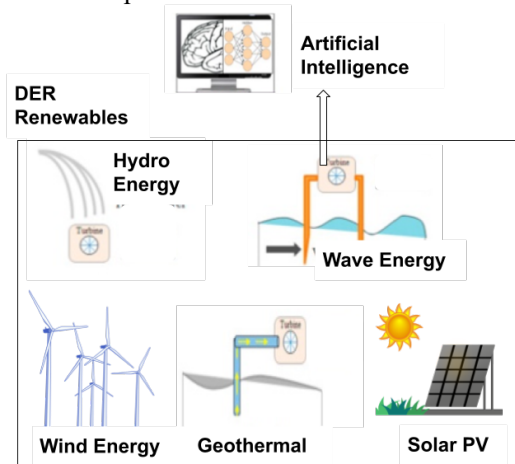 Artificial
Intelligence
DER
Renewables
Hydro
Energy
Turbine
Turbine
Wave Energy
Turbine
Wind Energy
Geothermal
Solar PV